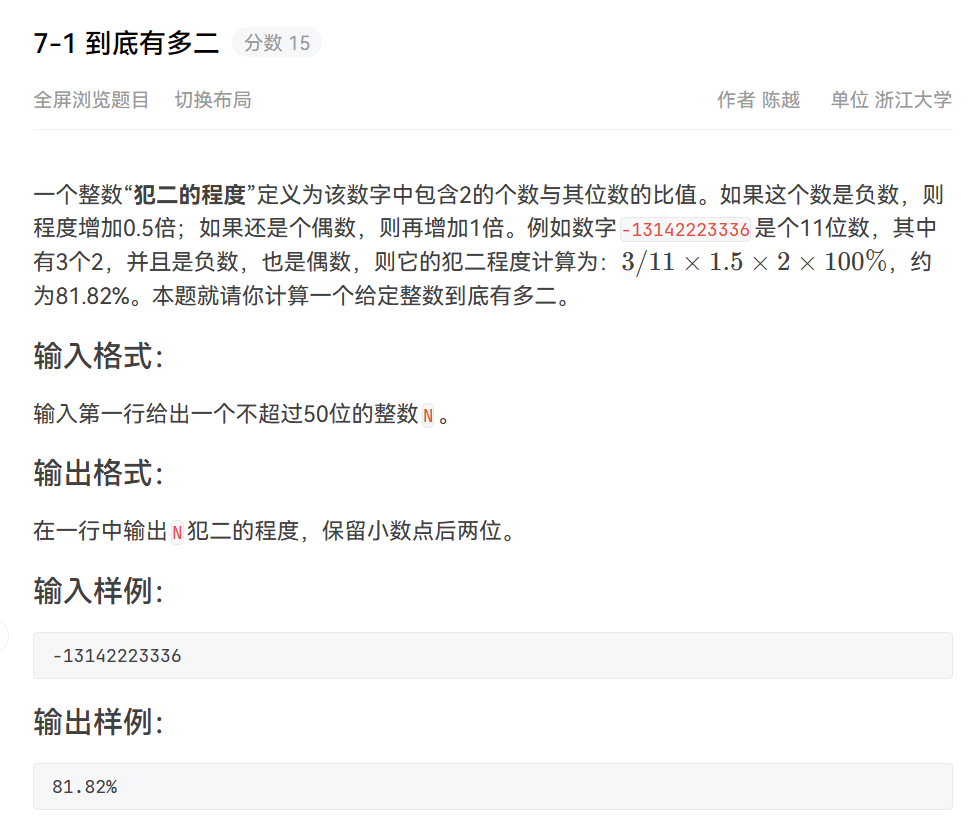 7-1 到底有多二 分数 15
全屏浏览题目 切换布局 作者 陈越 单位 浙江大学
一个整数“犯二的程度”定义为该数字中包含2的个数与其位数的比值。如果这个数是负数，则
程度增加0.5倍；如果还是个偶数，则再增加1倍。例如数字-13142223336是个11位数，其中
有3个2，并且是负数，也是偶数，则它的犯二程度计算为：3/11 × 1.5 × 2 × 100%，约
为81.82%。本题就请你计算一个给定整数到底有多二。
输入格式：
输入第一行给出一个不超过50位的整数N。
输出格式：
在一行中输出N犯二的程度，保留小数点后两位。
输入样例：
-13142223336
输出样例：
81.82%